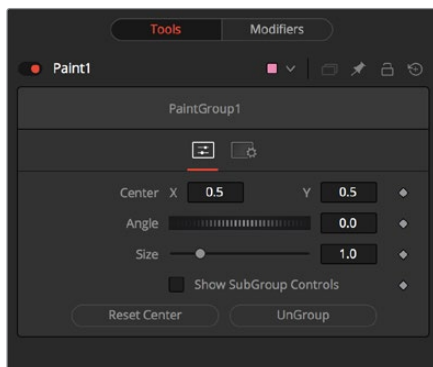 Tools Modifiers
Paint1
PaintGroup1
Center X 0.5 Y 0.5
Angle 0.0
Size 1.0
Show SubGroup Controls
Reset Center UnGroup